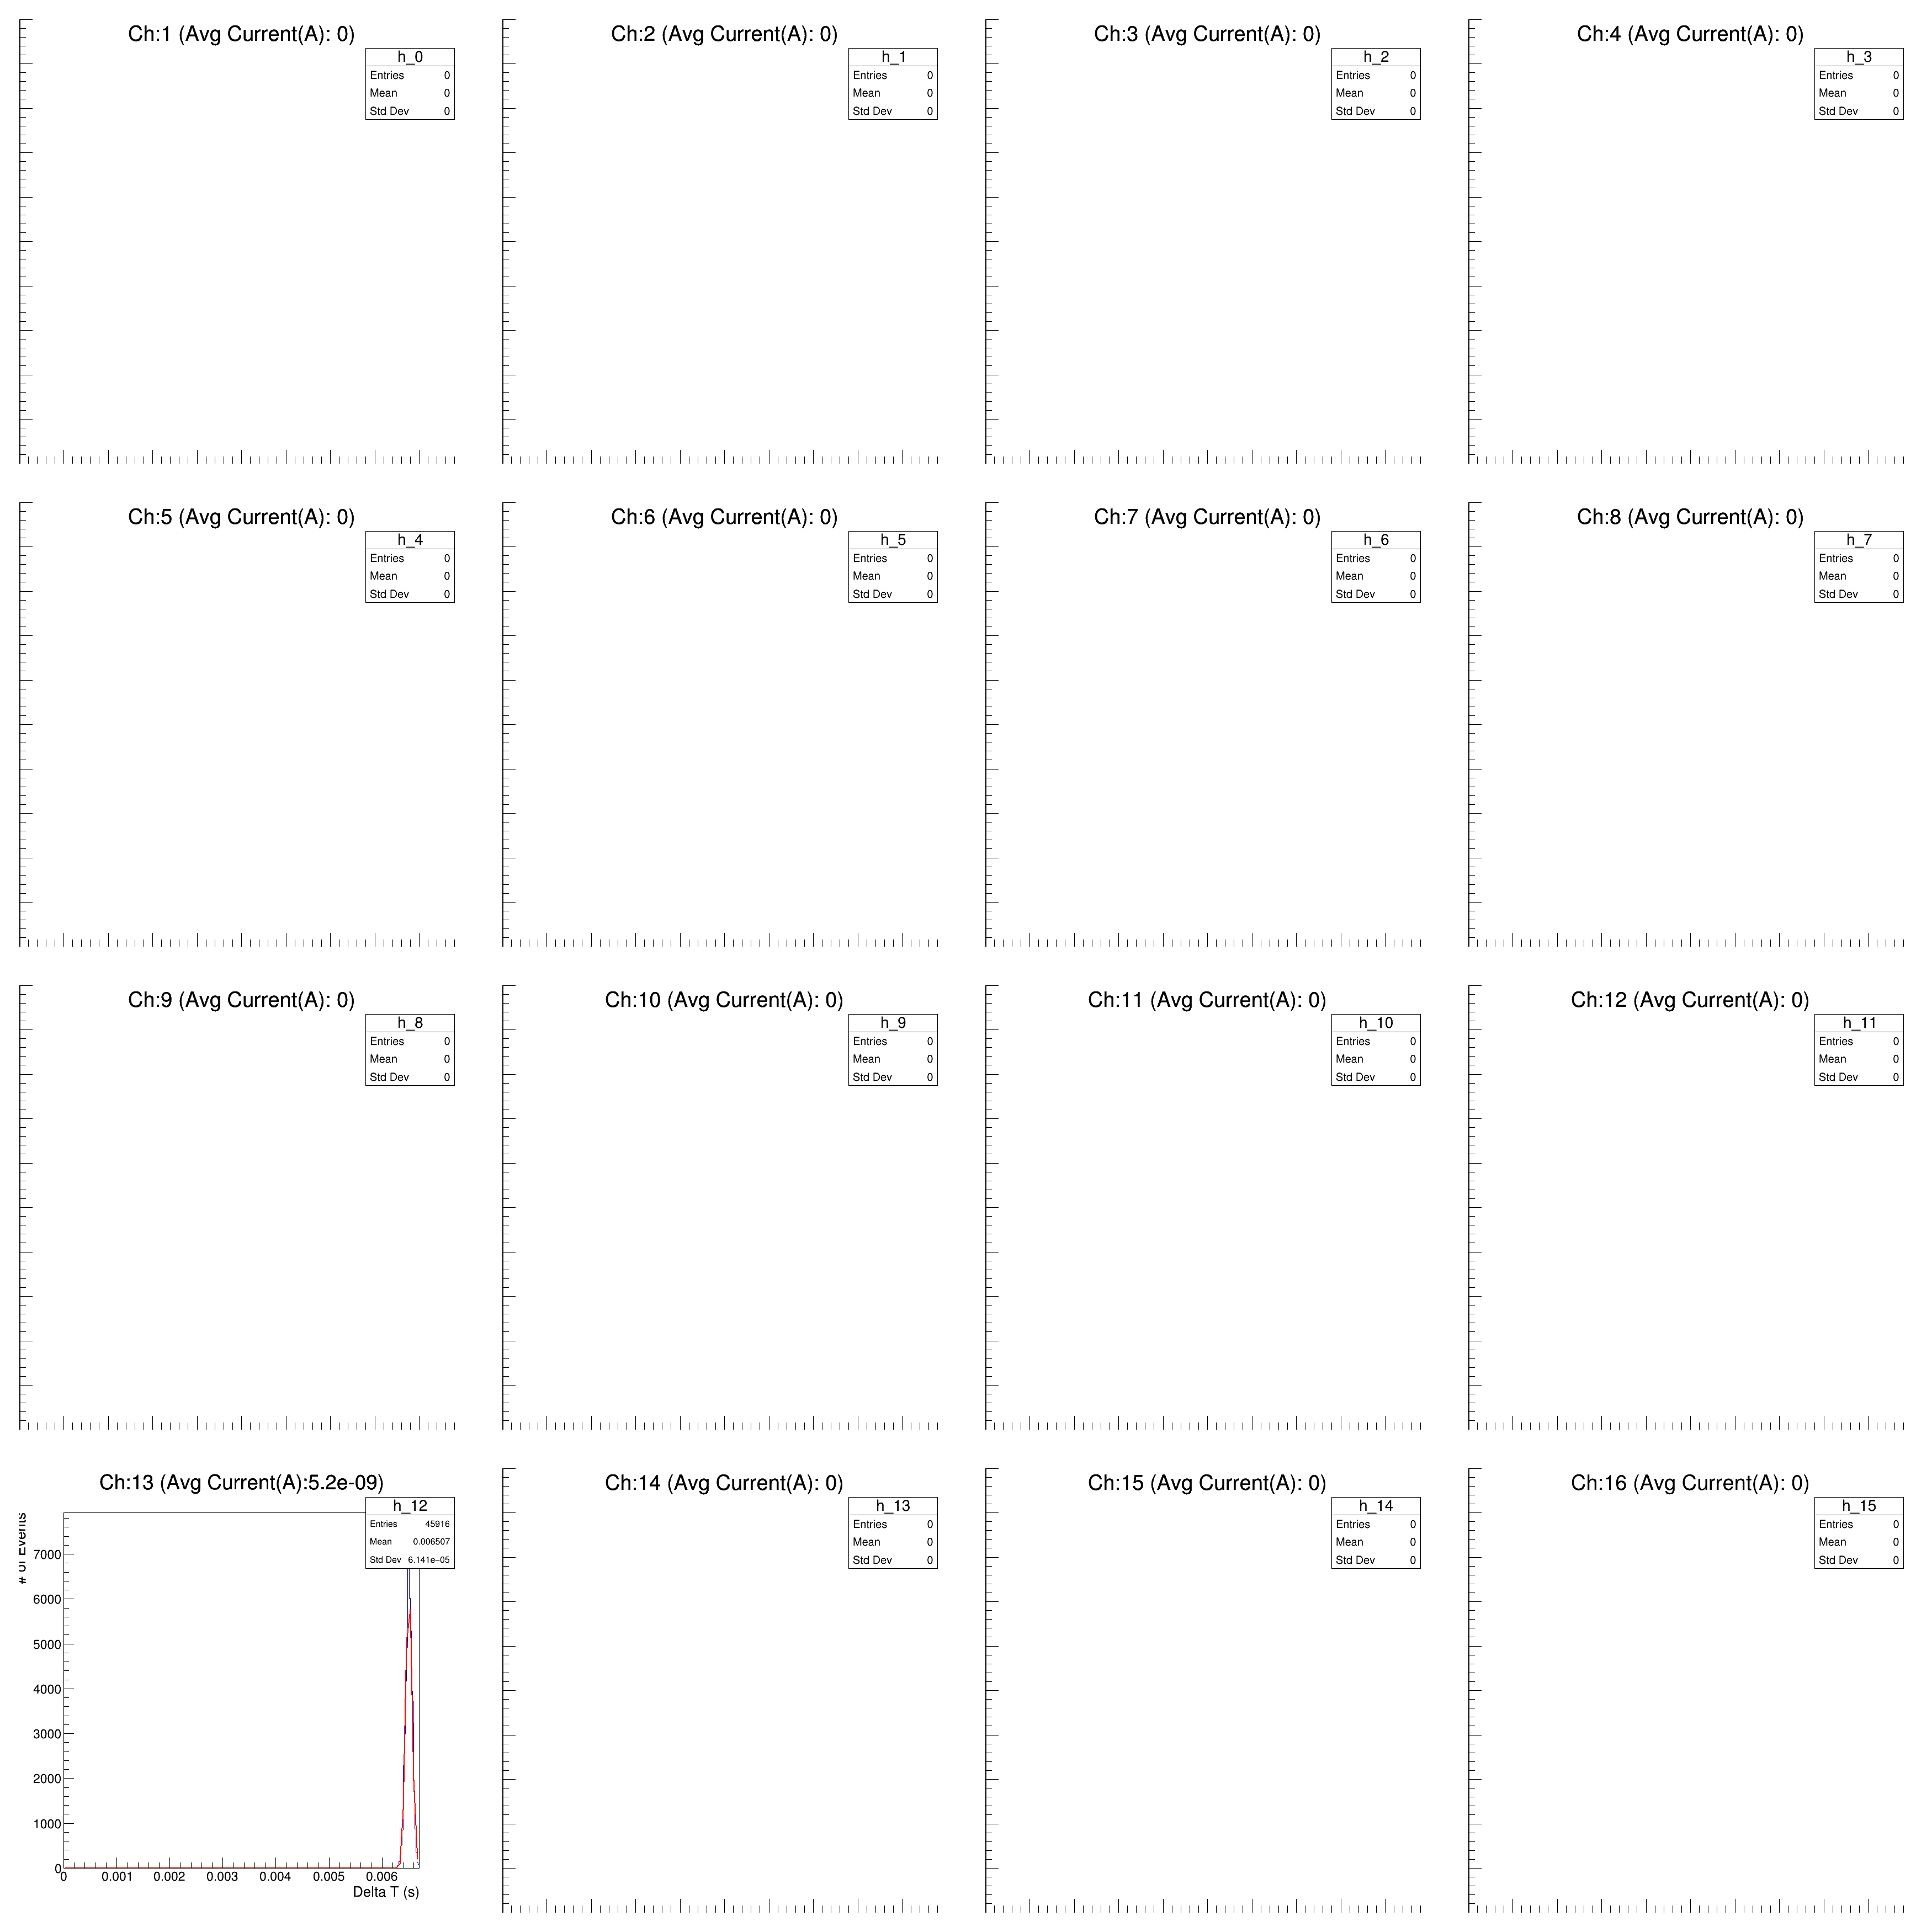 Ch:1 (Avg Current(A): 0)
h_0
Entries 0
Mean 0
Std Dev 0
Ch:2 (Avg Current(A): 0)
h_1
Entries 0
Mean 0
Std Dev 0
Ch:3 (Avg Current(A): 0)
h_2
Entries 0
Mean 0
Std Dev 0
Ch:4 (Avg Current(A): 0)
h_3
Entries 0
Mean 0
Std Dev 0
Ch:5 (Avg Current(A): 0)
h_4
Entries 0
Mean 0
Std Dev 0
Ch:6 (Avg Current(A): 0)
h_5
Entries 0
Mean 0
Std Dev 0
Ch:7 (Avg Current(A): 0)
h_6
Entries 0
Mean 0
Std Dev 0
Ch:8 (Avg Current(A): 0)
h_7
Entries 0
Mean 0
Std Dev 0
Ch:9 (Avg Current(A): 0)
h_8
Entries 0
Mean 0
Std Dev 0
Ch:10 (Avg Current(A): 0)
h_9
Entries 0
Mean 0
Std Dev 0
Ch:11 (Avg Current(A): 0)
h_10
Entries 0
Mean 0
Std Dev 0
Ch:12 (Avg Current(A): 0)
h_11
Entries 0
Mean 0
Std Dev 0
Ch:13 (Avg Current(A):5.2e-09)
h_12
Entries 45916
Mean 0.006507
Std Dev 6.141e-05
# of Events
7000
6000
5000
4000
3000
2000
1000
0
0 0.001 0.002 0.003 0.004 0.005 0.006
Delta T (s)
Ch:14 (Avg Current(A): 0)
h_13
Entries 0
Mean 0
Std Dev 0
Ch:15 (Avg Current(A): 0)
h_14
Entries 0
Mean 0
Std Dev 0
Ch:16 (Avg Current(A): 0)
h_15
Entries 0
Mean 0
Std Dev 0